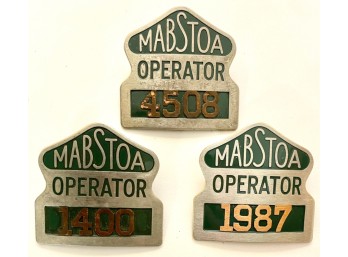 MABSTOA
OPERATOR
4508
MABSTOA
OPERATOR
1400
MABSTOA
OPERATOR
1987